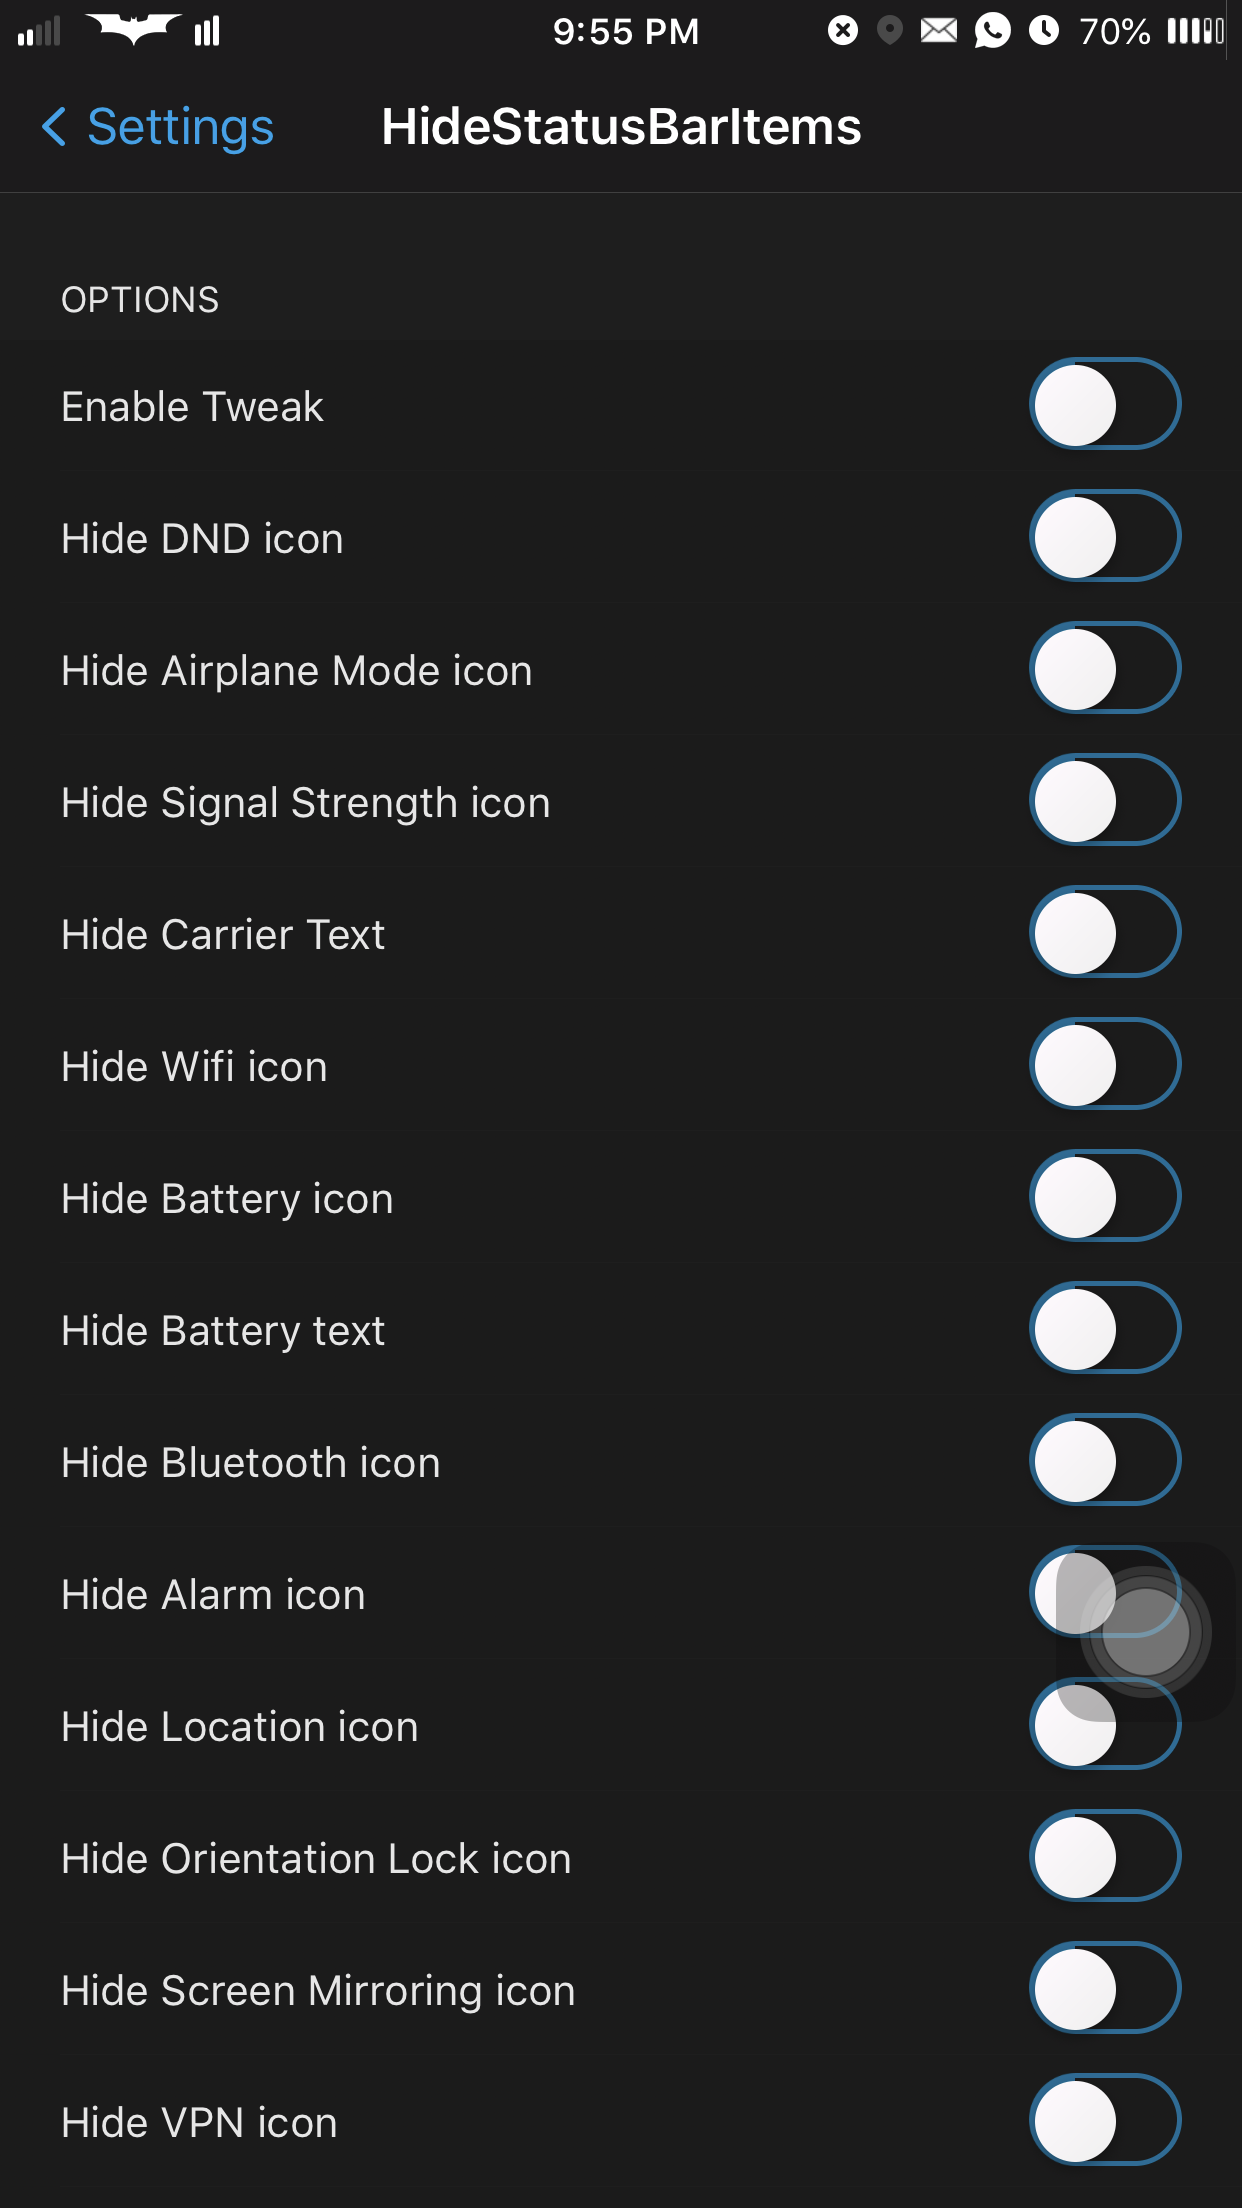 9:55 PM 70%
Settings HideStatusBarItems
OPTIONS
Enable Tweak
Hide DND icon
Hide Airplane Mode icon
Hide Signal Strength icon
Hide Carrier Text
Hide Wifi icon
Hide Battery icon
Hide Battery text
Hide Bluetooth icon
Hide Alarm icon
Hide Location icon
Hide Orientation Lock icon
Hide Screen Mirroring icon
Hide VPN icon